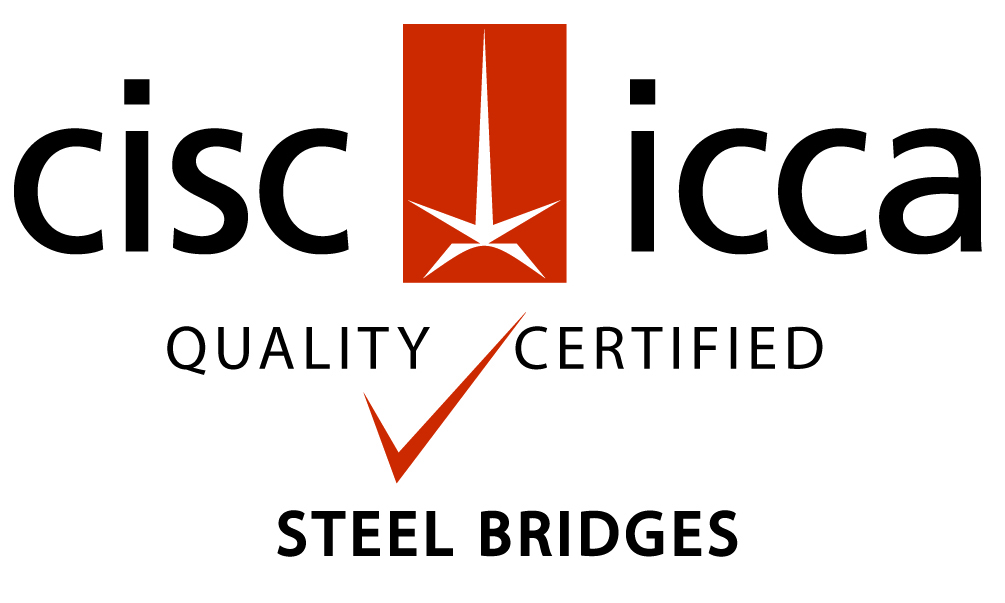 cisc icca
QUALITY CERTIFIED
STEEL BRIDGES